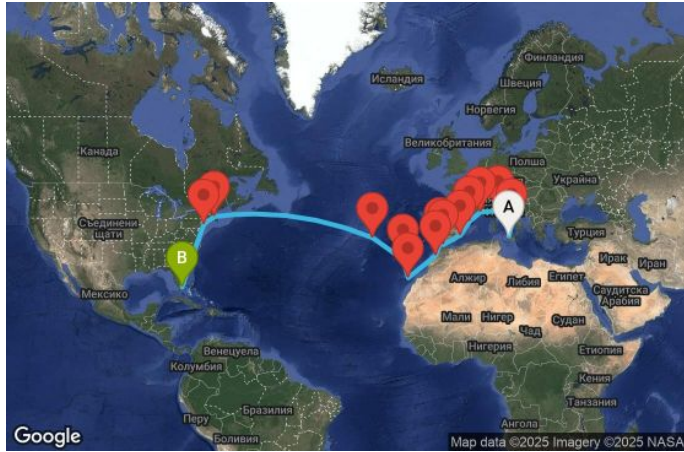 Исландия
Финландия
Швеция
Норвегия
Канада
Великобритания
Полша
Украйна
A
Съединени
щати
Турция
B
Ирак
Иран
Алжир
Либия
Египет
Саудитска
Арабия
Мексико
Мали
Нигер
Судан
Чад
Нигерия
Етиопия
Венецуела
Колумбия
Кения
Танзания
Перу
Бразилия
Ангола
Боливия
Google
Map data ©2025 Imagery ©2025 NASA